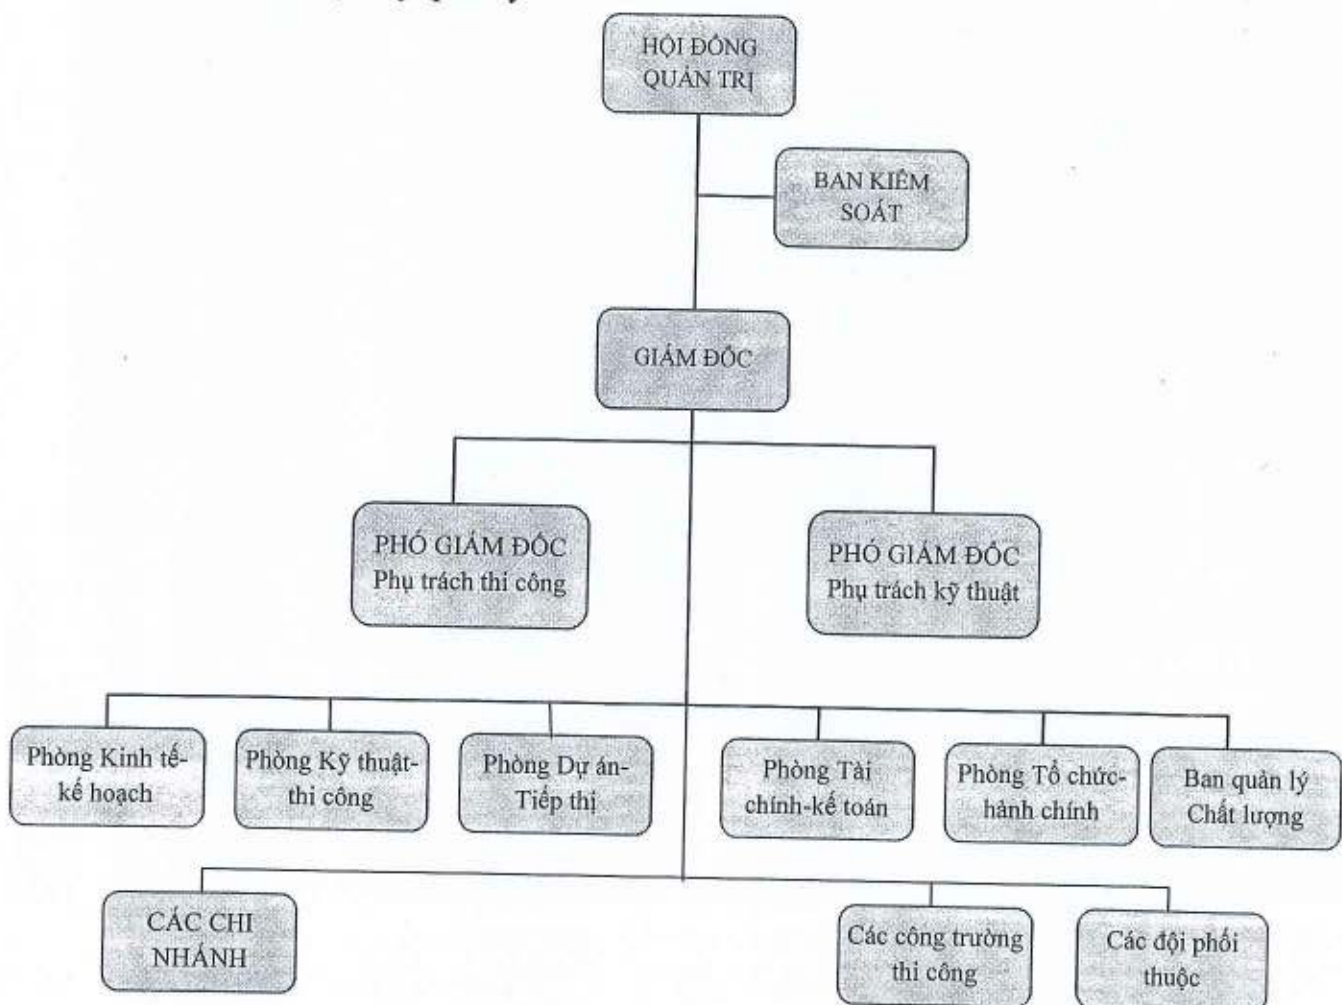 HỘI ĐỒNG
QUẢN TRỊ
BAN KIỂM
SOÁT
GIÁM ĐỐC
PHÓ GIÁM ĐỐC
Phụ trách thi công
PHÓ GIÁM ĐỐC
Phụ trách kỹ thuật
Phòng Kinh tế-
kế hoạch
Phòng Kỹ thuật-
thi công
Phòng Dự án-
Tiếp thị
Phòng Tài
chính-kế toán
Phòng Tổ chức-
hành chính
Ban quản lý
Chất lượng
CÁC CHI
NHÁNH
Các công trường
thi công
Các đội phối
thuộc